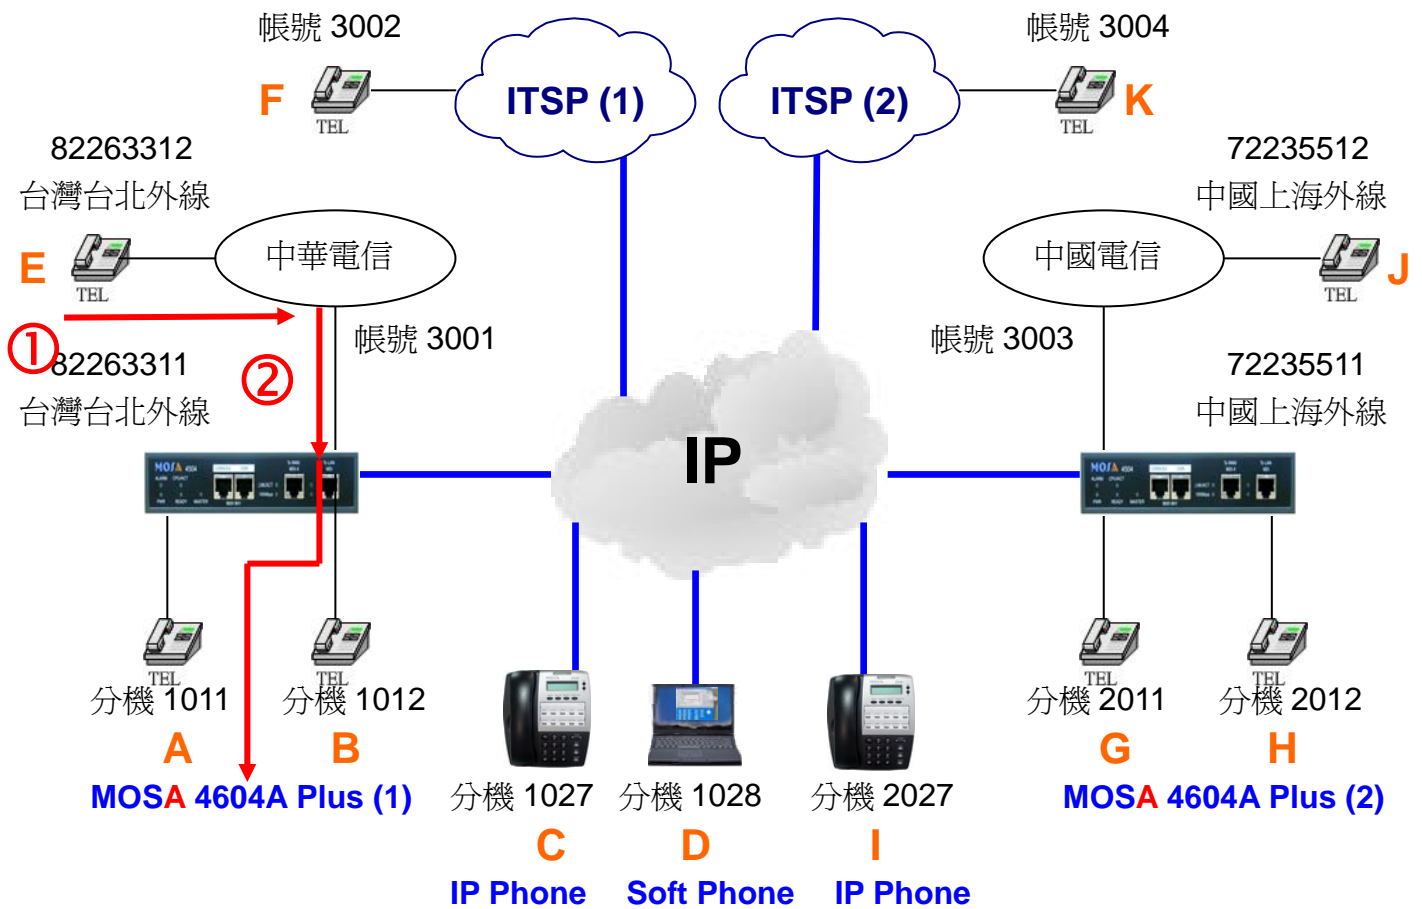 帳號 3002
帳號 3004
F
TEL
ITSP (1)
ITSP (2)
TEL
K
82263312
台灣台北外線
72235512
中國上海外線
E
TEL
中華電信
中國電信
TEL
J
①
82263311
台灣台北外線
②
帳號 3001
帳號 3003
72235511
中國上海外線
IP
MOSA 4504
MOSA 4504
TEL
分機 1011
A
TEL
分機 1012
B
MOSA 4604A Plus (1)
分機 1027
C
IP Phone
分機 1028
D
Soft Phone
分機 2027
I
IP Phone
TEL
分機 2011
G
TEL
分機 2012
H
MOSA 4604A Plus (2)